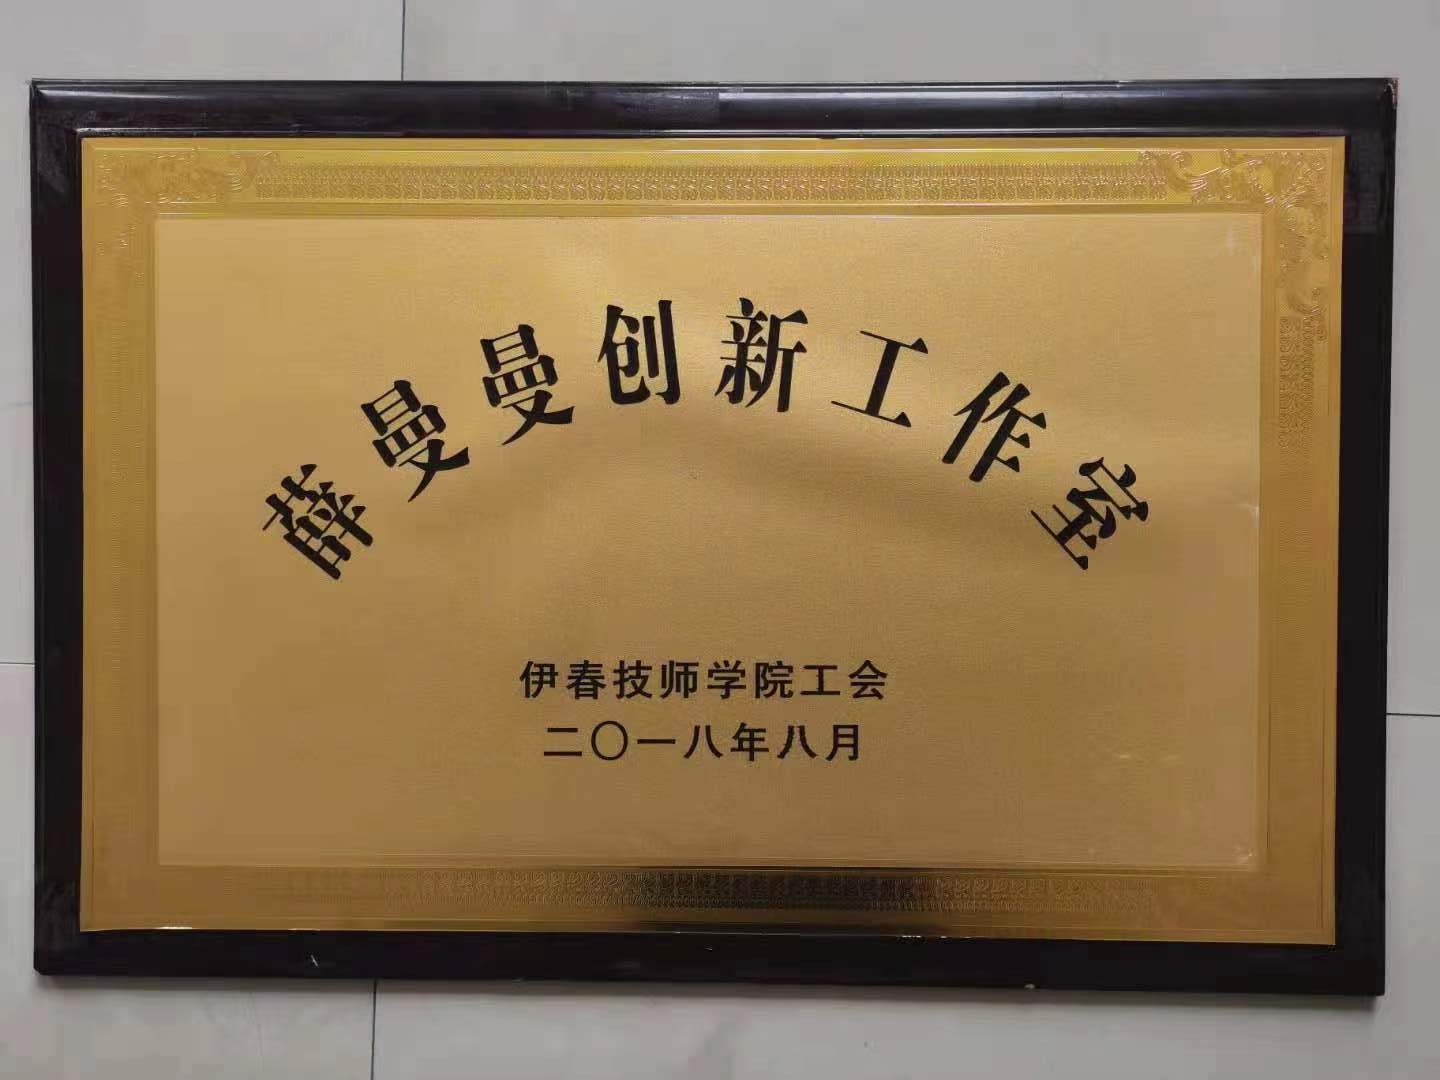 薛曼曼创新工作室
伊春技师学院工会
二〇一八年八月